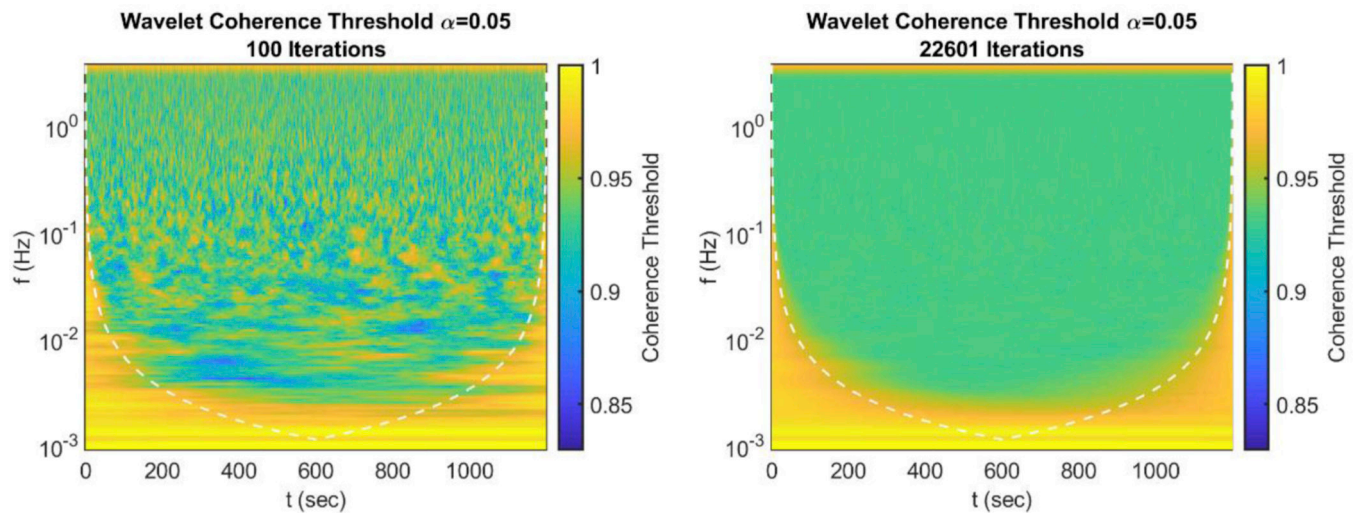 Wavelet Coherence Threshold α=0.05
100 Iterations
10^0
10^-1
10^-2
10^-3
f (Hz)
0 200 400 600 800 1000
t (sec)
1
0.95
0.9
0.85
Coherence Threshold
Wavelet Coherence Threshold α=0.05
22601 Iterations
10^0
10^-1
10^-2
10^-3
f (Hz)
0 200 400 600 800 1000
t (sec)
1
0.95
0.9
0.85
Coherence Threshold